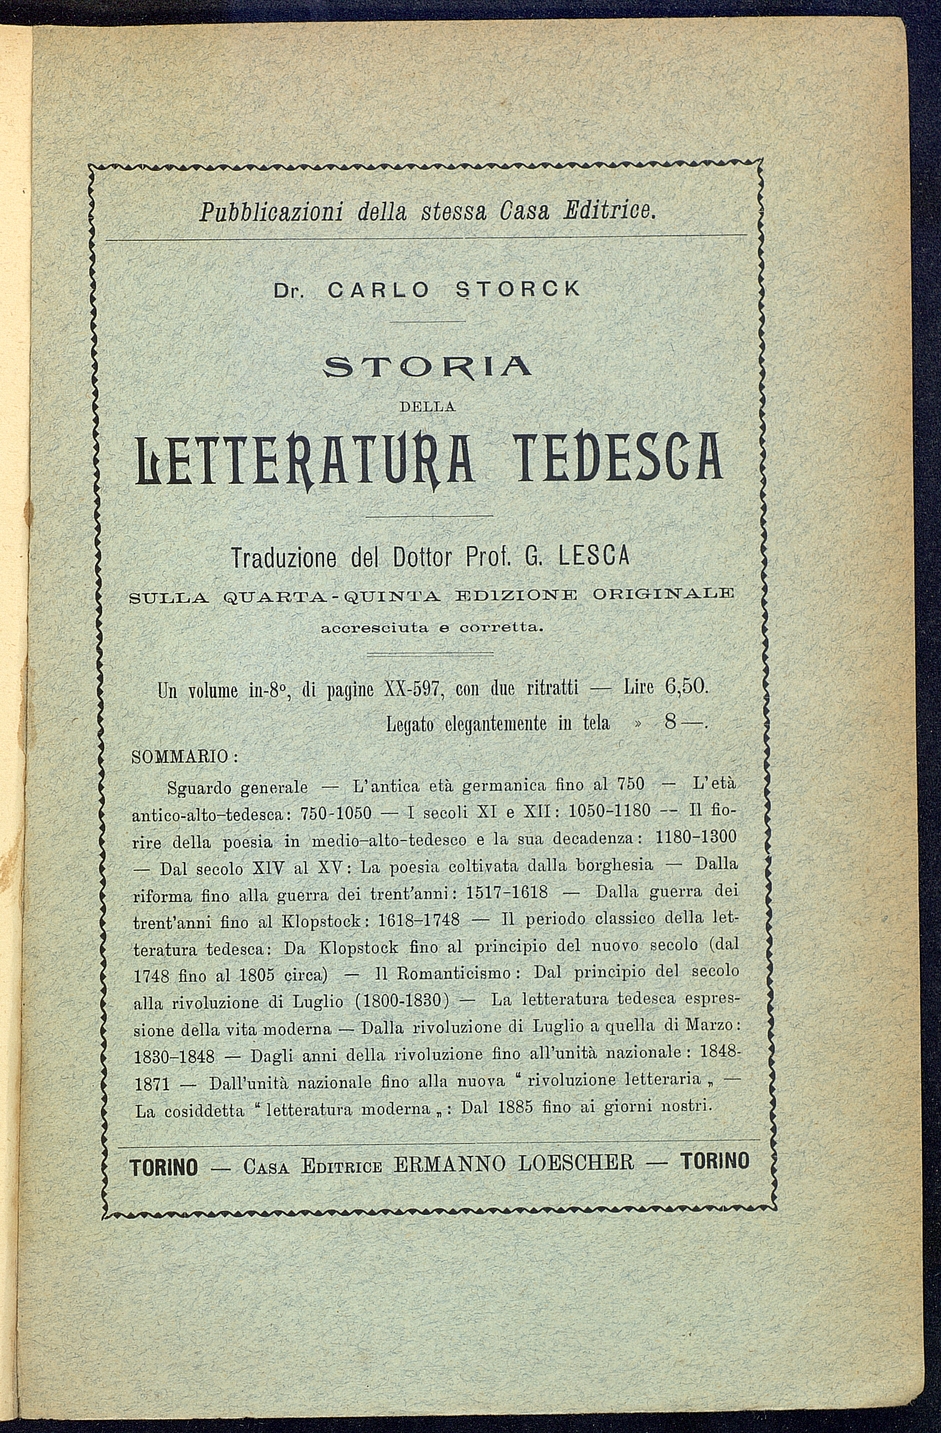 Pubblicazioni della stessa Casa Editrice.
Dr. CARLO STORCK
STORIA
DELLA
LETTERATURA TEDESCA
Traduzione del Dottor Prof. G. LESCA
SULLA QUARTA-QUINTA EDIZIONE ORIGINALE
accresciuta e corretta.
Un volume in-8º, di pagine XX-597, con due ritratti — Lire 6,50.
Legato elegantemente in tela » 8—.
SOMMARIO:
Sguardo generale — L'antica età germanica fino al 750 — L'età
antico-alto-tedesca: 750-1050 — I secoli XI e XII: 1050-1180 — Il fio-
rire della poesia in medio-alto-tedesco e la sua decadenza: 1180-1300
— Dal secolo XIV al XV: La poesia coltivata dalla borghesia — Dalla
riforma fino alla guerra dei trent'anni: 1517-1618 — Dalla guerra dei
trent'anni fino al Klopstock: 1618-1748 — Il periodo classico della let-
teratura tedesca: Da Klopstock fino al principio del nuovo secolo (dal
1748 fino al 1805 circa) — Il Romanticismo: Dal principio del secolo
alla rivoluzione di Luglio (1800-1830) — La letteratura tedesca espres-
sione della vita moderna — Dalla rivoluzione di Luglio a quella di Marzo:
1830-1848 — Dagli anni della rivoluzione fino all'unità nazionale: 1848-
1871 — Dall'unità nazionale fino alla nuova “ rivoluzione letteraria „ —
La cosiddetta “ letteratura moderna „: Dal 1885 fino ai giorni nostri.
TORINO — CASA EDITRICE ERMANNO LOESCHER — TORINO